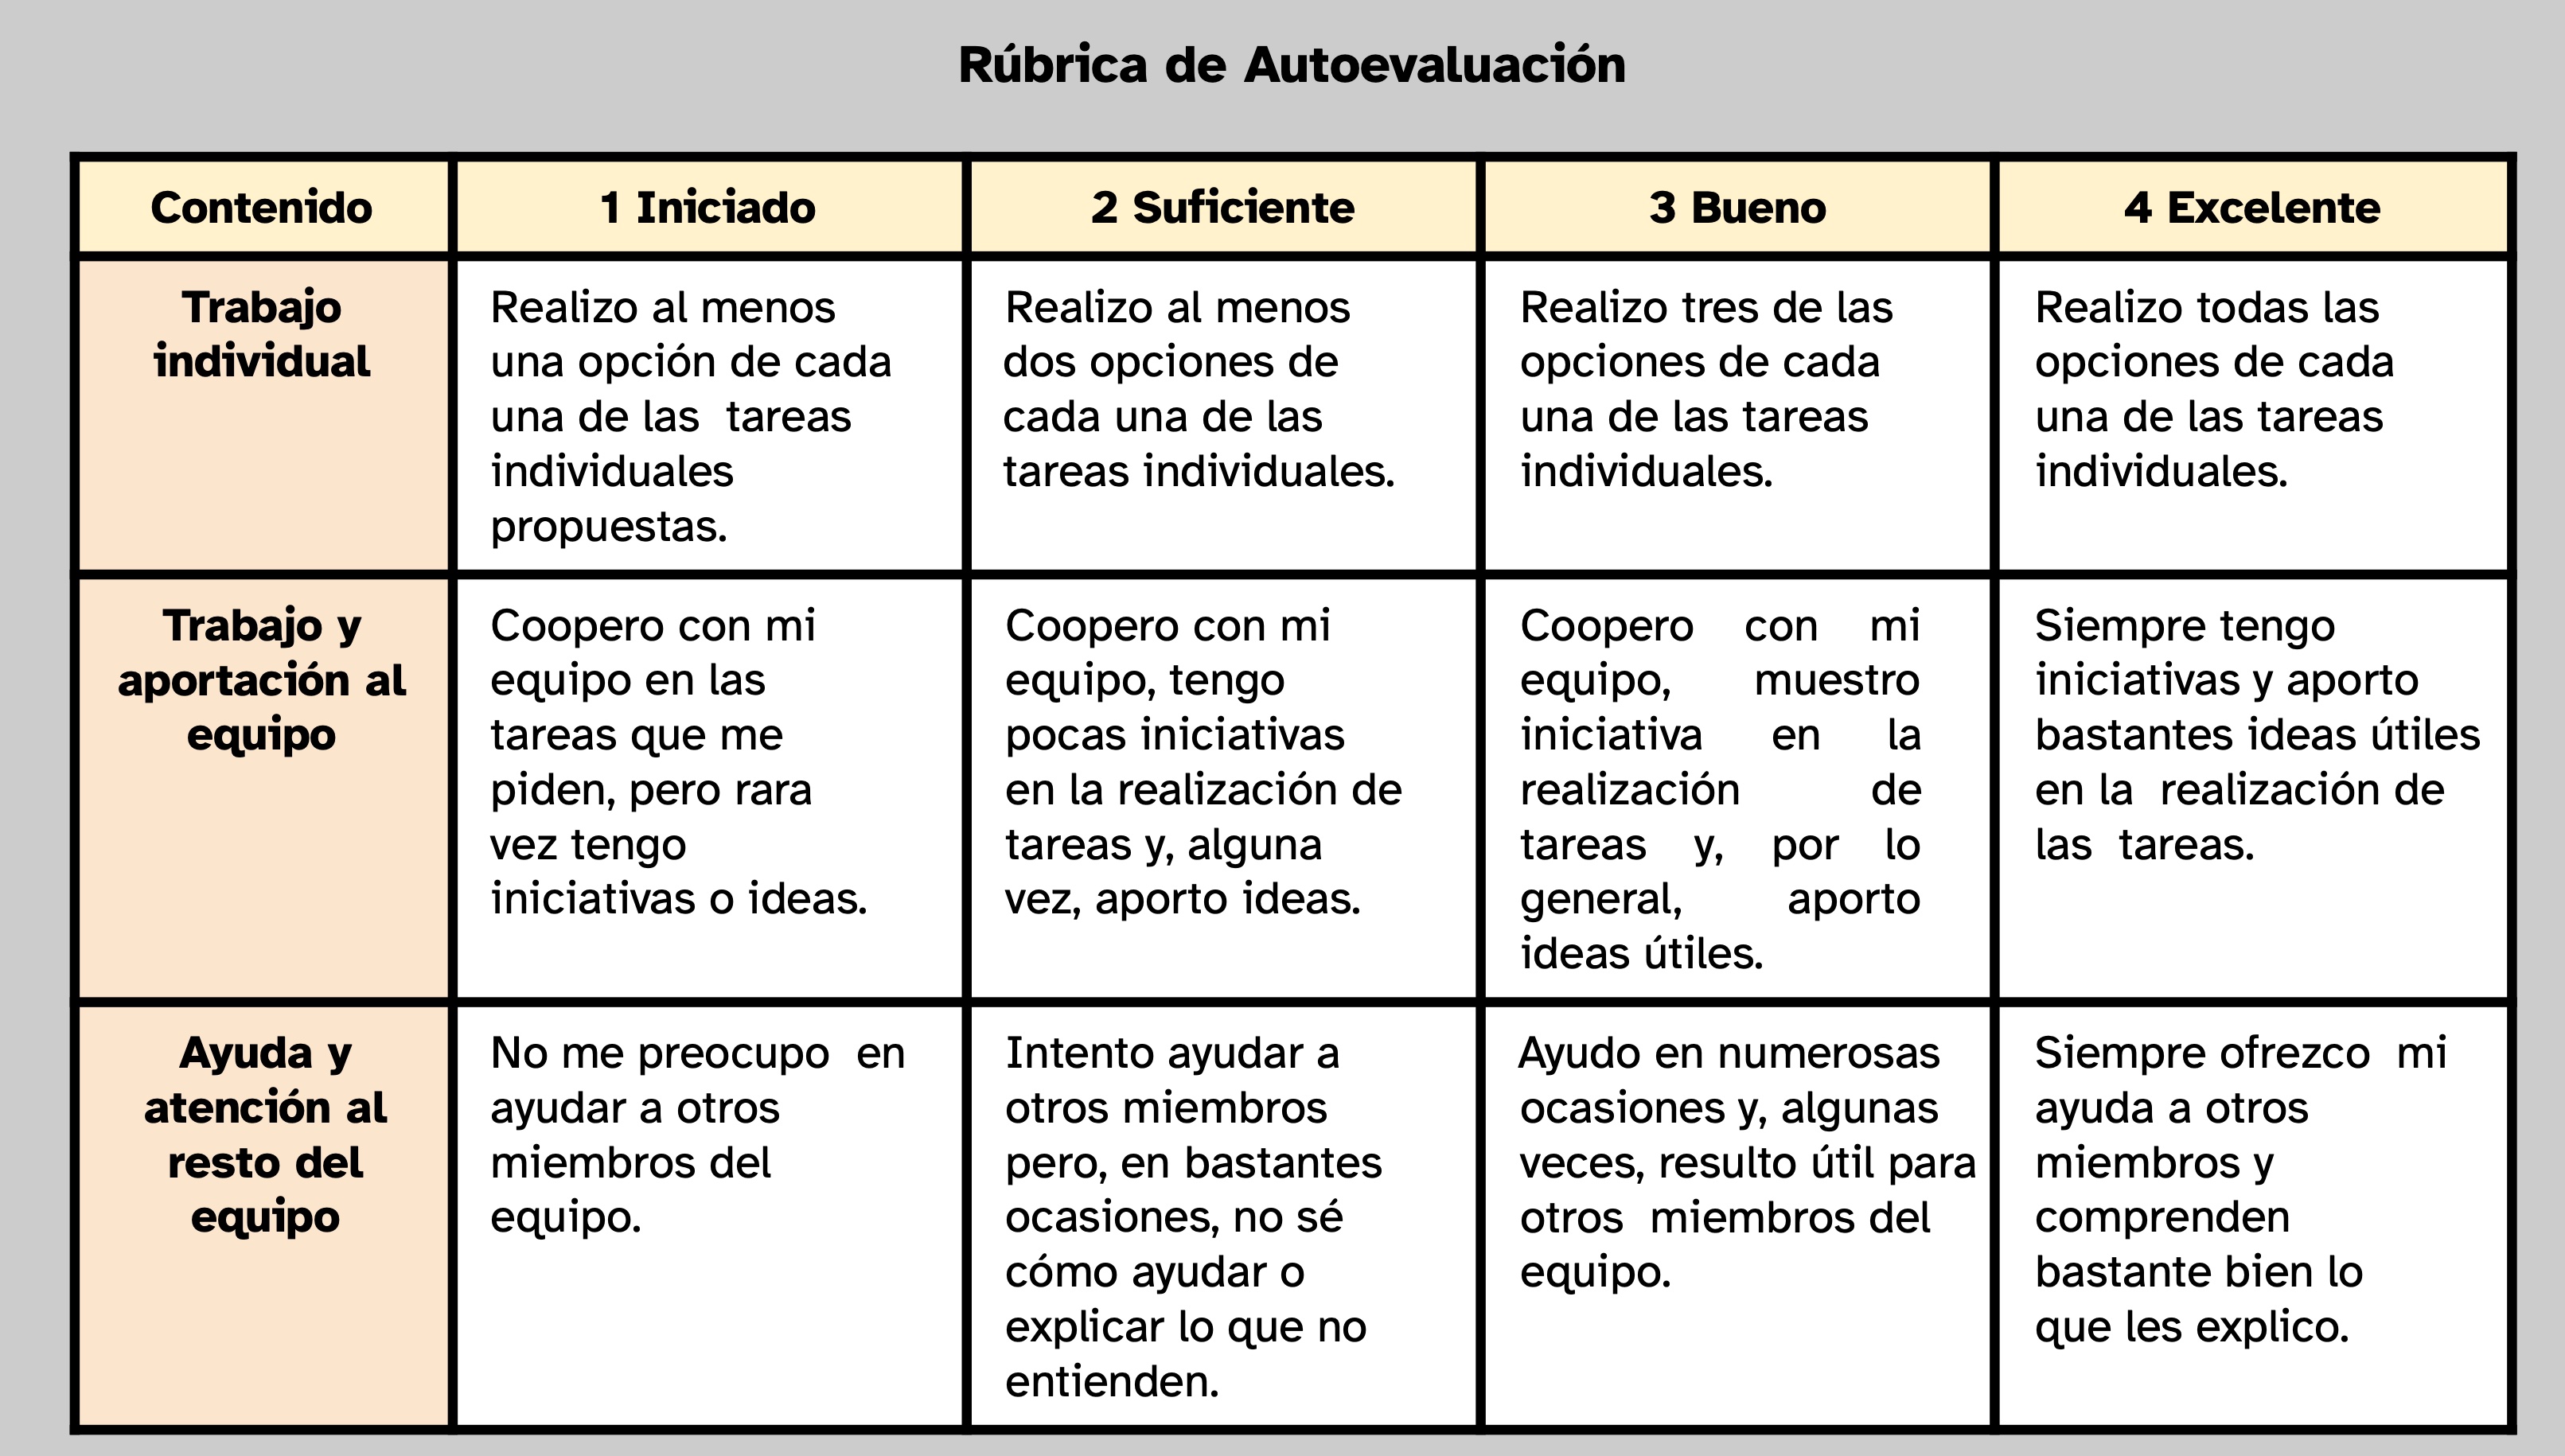 Rúbrica de Autoevaluación
Contenido
1 Iniciado
2 Suficiente
3 Bueno
4 Excelente
Trabajo
individual
Realizo al menos
una opción de cada
una de las tareas
individuales
propuestas.
Realizo al menos
dos opciones de
cada una de las
tareas individuales.
Realizo tres de las
opciones de cada
una de las tareas
individuales.
Realizo todas las
opciones de cada
una de las tareas
individuales.
Trabajo y
aportación al
equipo
Coopero con mi
equipo en las
tareas que me
piden, pero rara
vez tengo
iniciativas o ideas.
Coopero con mi
equipo, tengo
pocas iniciativas
en la realización de
tareas y, alguna
vez, aporto ideas.
Coopero con mi
equipo, muestro
iniciativa en la
realización de
tareas y, por lo
general, aporto
ideas útiles.
Siempre tengo
iniciativas y aporto
bastantes ideas útiles
en la realización de
las tareas.
Ayuda y
atención al
resto del
equipo
No me preocupo en
ayudar a otros
miembros del
equipo.
Intento ayudar a
otros miembros
pero, en bastantes
ocasiones, no sé
cómo ayudar o
explicar lo que no
entienden.
Ayudo en numerosas
ocasiones y, algunas
veces, resulto útil para
otros miembros del
equipo.
Siempre ofrezco mi
ayuda a otros
miembros y
comprenden
bastante bien lo
que les explico.